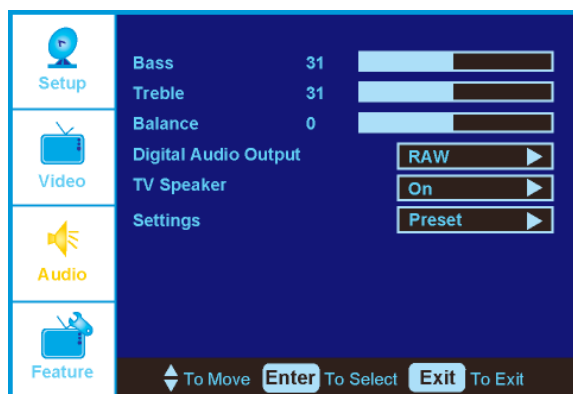 Setup
Video
Audio
Feature
Bass 31
Treble 31
Balance 0
Digital Audio Output RAW
TV Speaker On
Settings Preset
To Move Enter To Select Exit To Exit